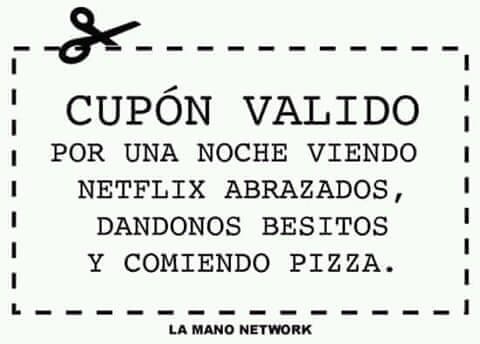 CUPÓN VALIDO
POR UNA NOCHE VIENDO
NETFLIX ABRAZADOS,
DANDONOS BESITOS
Y COMIENDO PIZZA.
LA MANO NETWORK